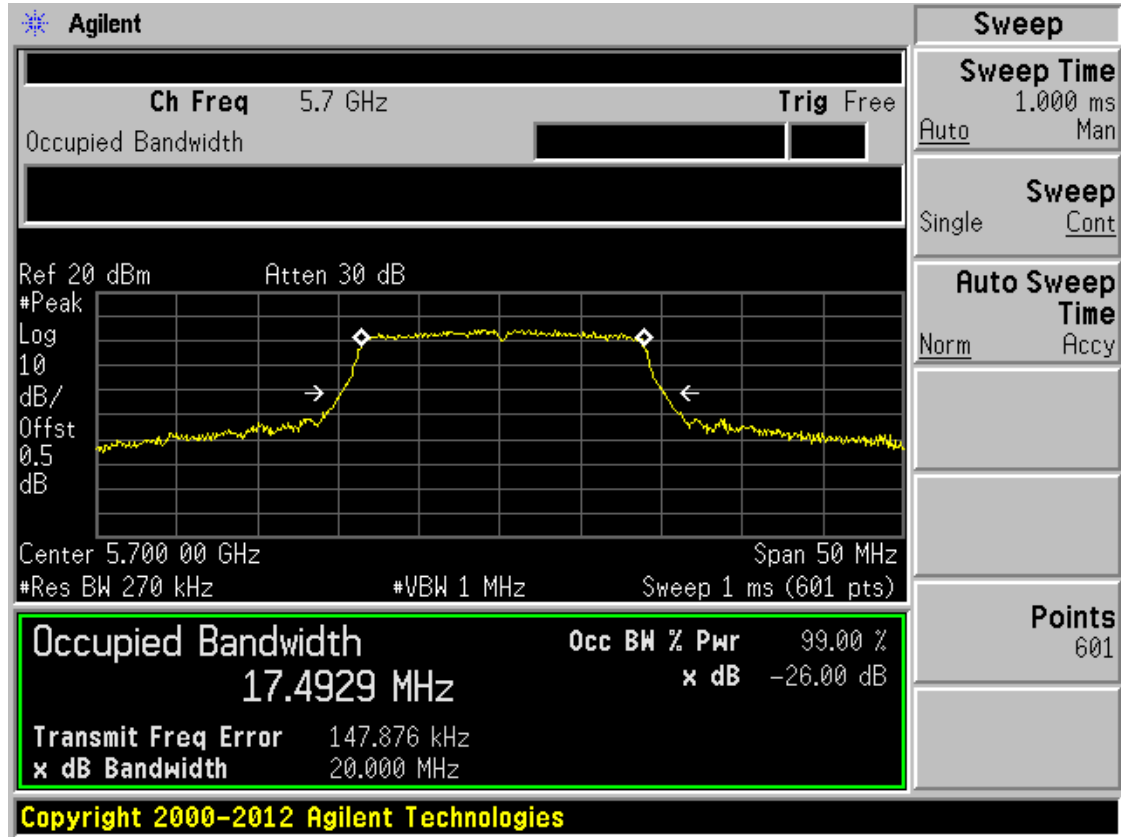 Agilent
Sweep
Ch Freq 5.7 GHz Trig Free
Occupied Bandwidth
Sweep Time
1.000 ms
Auto Man
Sweep
Single Cont
Auto Sweep
Time
Norm Accy
Points
601
Ref 20 dBm Atten 30 dB
#Peak
Log
10
dB/
Offst
0.5
dB
Center 5.700 00 GHz Span 50 MHz
#Res BW 270 kHz #VBW 1 MHz Sweep 1 ms (601 pts)
Occupied Bandwidth
17.4929 MHz
Occ BW % Pwr 99.00 %
x dB -26.00 dB
Transmit Freq Error 147.876 kHz
x dB Bandwidth 20.000 MHz
Copyright 2000-2012 Agilent Technologies